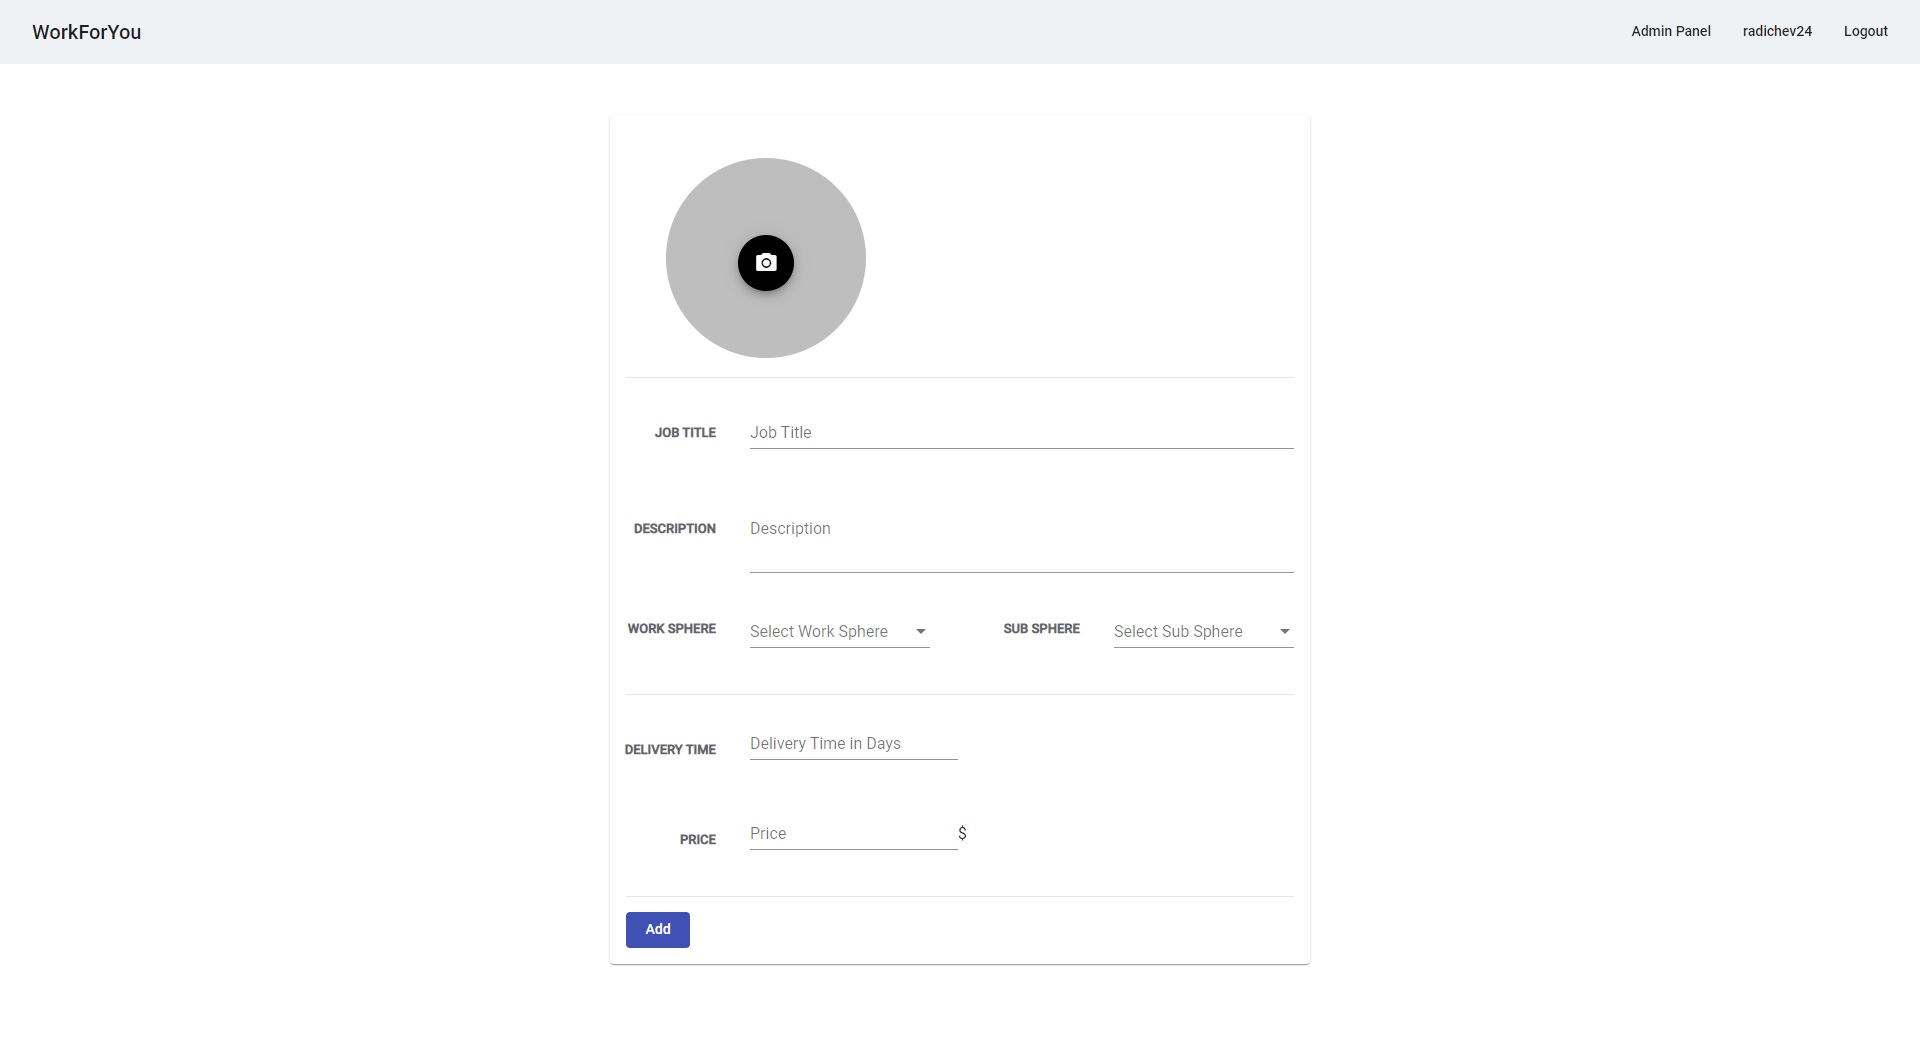 WorkForYou
Admin Panel
radichev24
Logout
JOB TITLE
Job Title
DESCRIPTION
Description
WORK SPHERE
Select Work Sphere
SUB SPHERE
Select Sub Sphere
DELIVERY TIME
Delivery Time in Days
PRICE
Price
$
Add